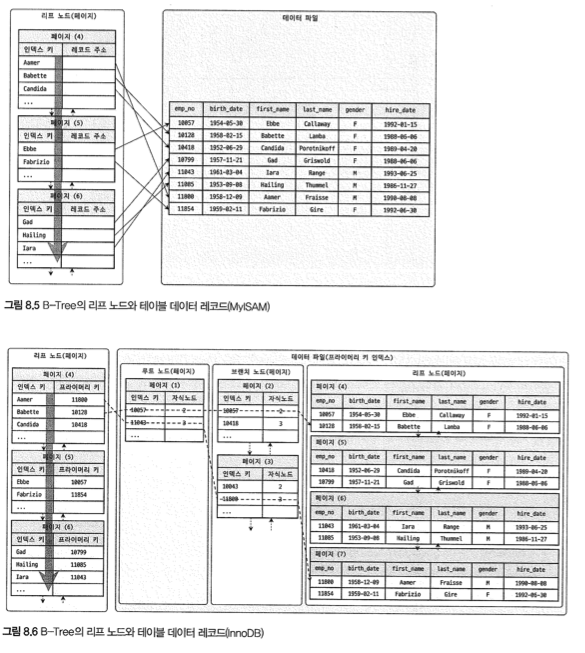 리프 노드(페이지)
페이지 (4)
인덱스 키 레코드 주소
Aamer
Babette
Candida
...
페이지 (5)
인덱스 키 레코드 주소
Ebbe
Fabrizio
...
페이지 (6)
인덱스 키 레코드 주소
Gad
Hailing
Iara
...
데이터 파일
emp_no birth_date first_name last_name gender hire_date
10057 1954-05-30 Ebbe Callaway F 1992-01-15
10128 1958-02-15 Babette Lamba F 1988-06-06
10418 1952-06-29 Candida Porotnikoff F 1989-04-20
10799 1957-11-21 Gad Griswold F 1988-06-06
11043 1961-03-04 Iara Range M 1993-06-25
11085 1953-09-08 Hailing Thummel M 1986-11-27
11800 1958-12-09 Aamer Fraisse M 1990-08-08
11854 1959-02-11 Fabrizio Gire F 1992-06-30
그림 8.5 B-Tree의 리프 노드와 테이블 데이터 레코드(MyISAM)
리프 노드(페이지)
페이지 (4)
인덱스 키 프라이머리 키
Aamer 11800
Babette 10128
Candida 10418
...
페이지 (5)
인덱스 키 프라이머리 키
Ebbe 10057
Fabrizio 11854
...
페이지 (6)
인덱스 키 프라이머리 키
Gad 10799
Hailing 11085
Iara 11043
...
데이터 파일(프라이머리 키 인덱스)
루트 노드(페이지)
페이지 (1)
인덱스 키 자식노드
10057 2
11043 3
...
브랜치 노드(페이지)
페이지 (2)
인덱스 키 자식노드
10057 2
10418 3
...
페이지 (3)
인덱스 키 자식노드
10043 2
11800 3
...
리프 노드(페이지)
페이지 (4)
emp_no birth_date first_name last_name gender hire_date
10057 1954-05-30 Ebbe Callaway F 1992-01-15
10128 1958-02-15 Babette Lamba F 1988-06-06
페이지 (5)
emp_no birth_date first_name last_name gender hire_date
10418 1952-06-29 Candida Porotnikoff F 1989-04-20
10799 1957-11-21 Gad Griswold F 1988-06-06
페이지 (6)
emp_no birth_date first_name last_name gender hire_date
11043 1961-03-04 Iara Range M 1993-06-25
11085 1953-09-08 Hailing Thummel M 1986-11-27
페이지 (7)
emp_no birth_date first_name last_name gender hire_date
11800 1958-12-09 Aamer Fraisse M 1990-08-08
11854 1959-02-11 Fabrizio Gire F 1992-06-30
그림 8.6 B-Tree의 리프 노드와 테이블 데이터 레코드(InnoDB)